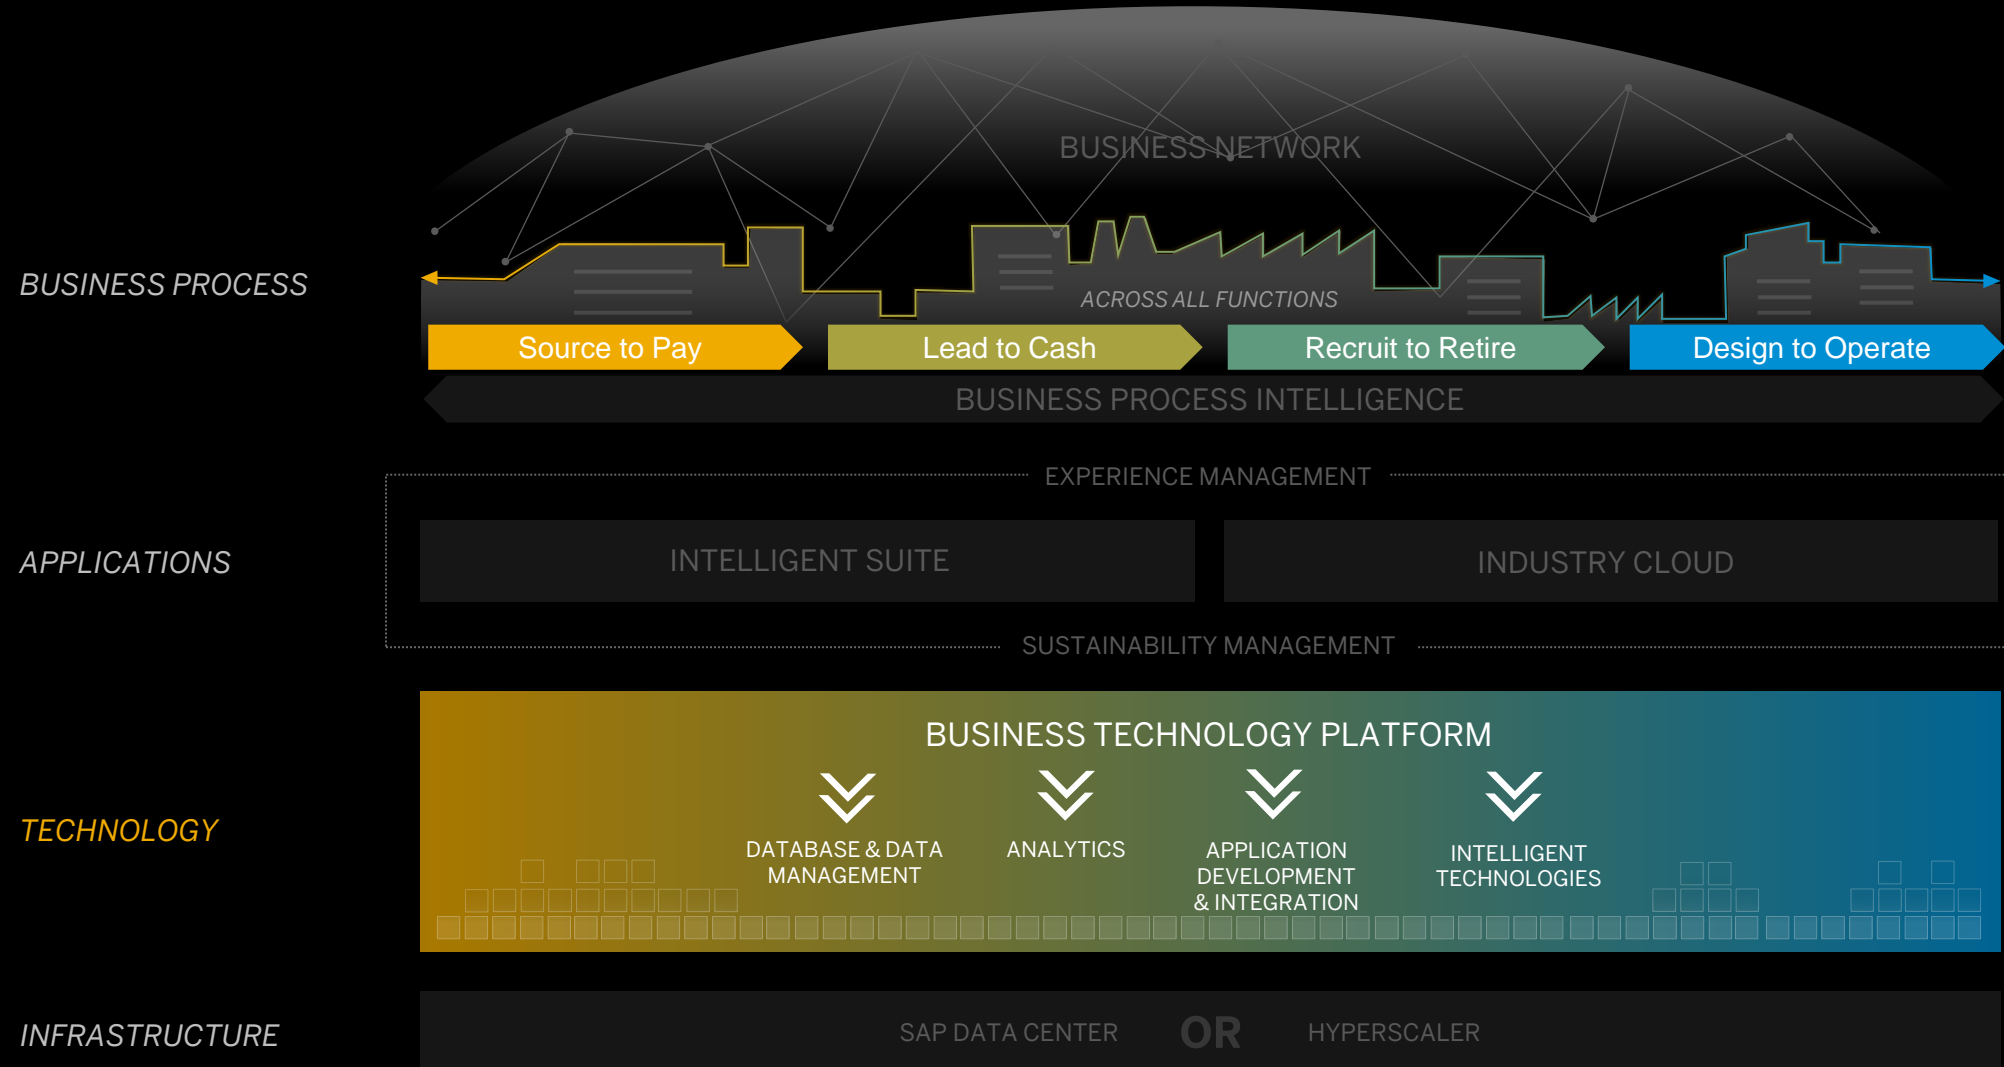 BUSINESS NETWORK
BUSINESS PROCESS
ACROSS ALL FUNCTIONS
Source to Pay
Lead to Cash
Recruit to Retire
Design to Operate
BUSINESS PROCESS INTELLIGENCE
EXPERIENCE MANAGEMENT
APPLICATIONS
INTELLIGENT SUITE
INDUSTRY CLOUD
SUSTAINABILITY MANAGEMENT
TECHNOLOGY
BUSINESS TECHNOLOGY PLATFORM
DATABASE & DATA
MANAGEMENT
ANALYTICS
APPLICATION
DEVELOPMENT
& INTEGRATION
INTELLIGENT
TECHNOLOGIES
INFRASTRUCTURE
SAP DATA CENTER OR HYPERSCALER